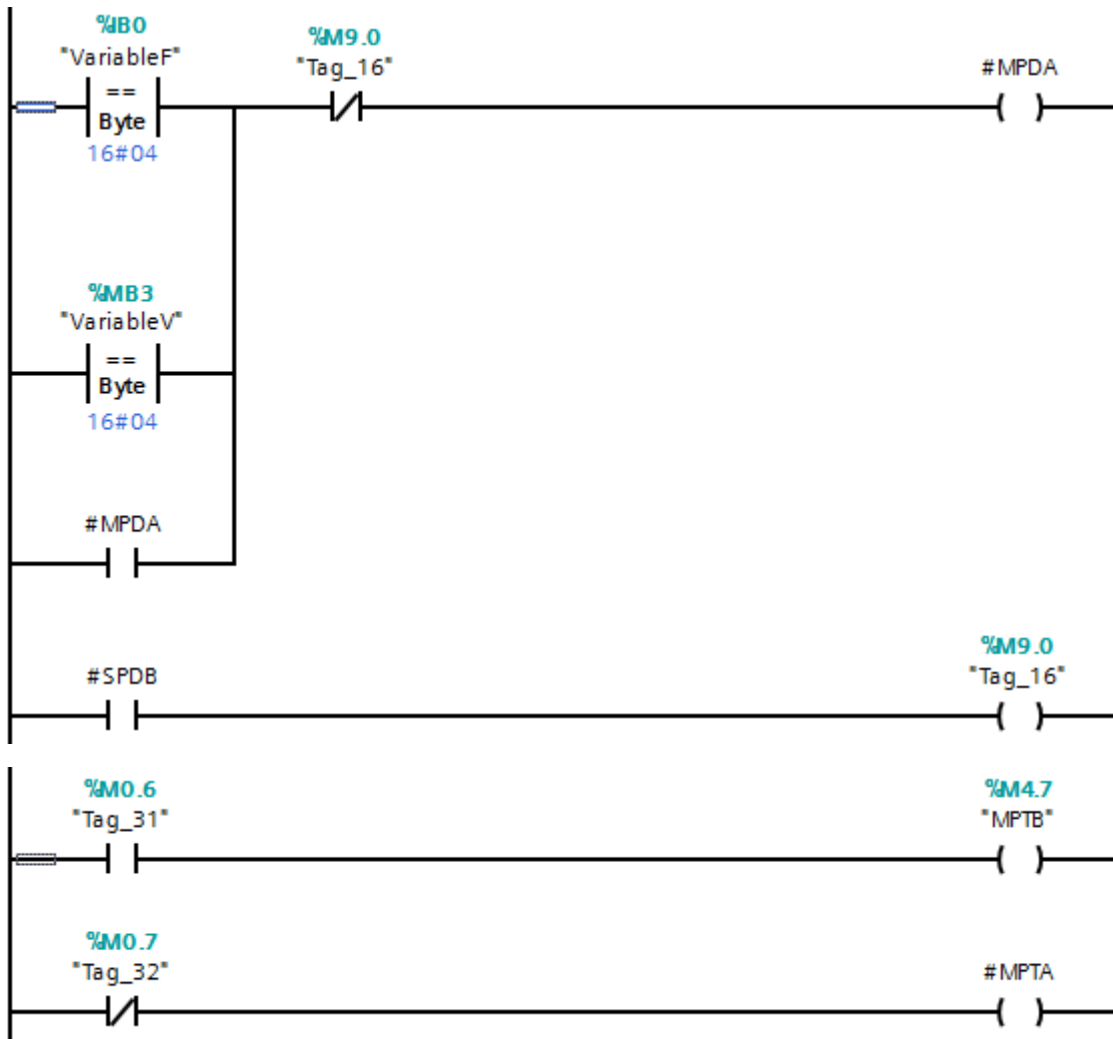 %IB0
"VariableF"
==
Byte
16#04
%M9.0
"Tag_16"
#MPDA
%MB3
"VariableV"
==
Byte
16#04
#MPDA
#SPDB
%M9.0
"Tag_16"
%M0.6
"Tag_31"
%M4.7
"MPTB"
%M0.7
"Tag_32"
#MPTA